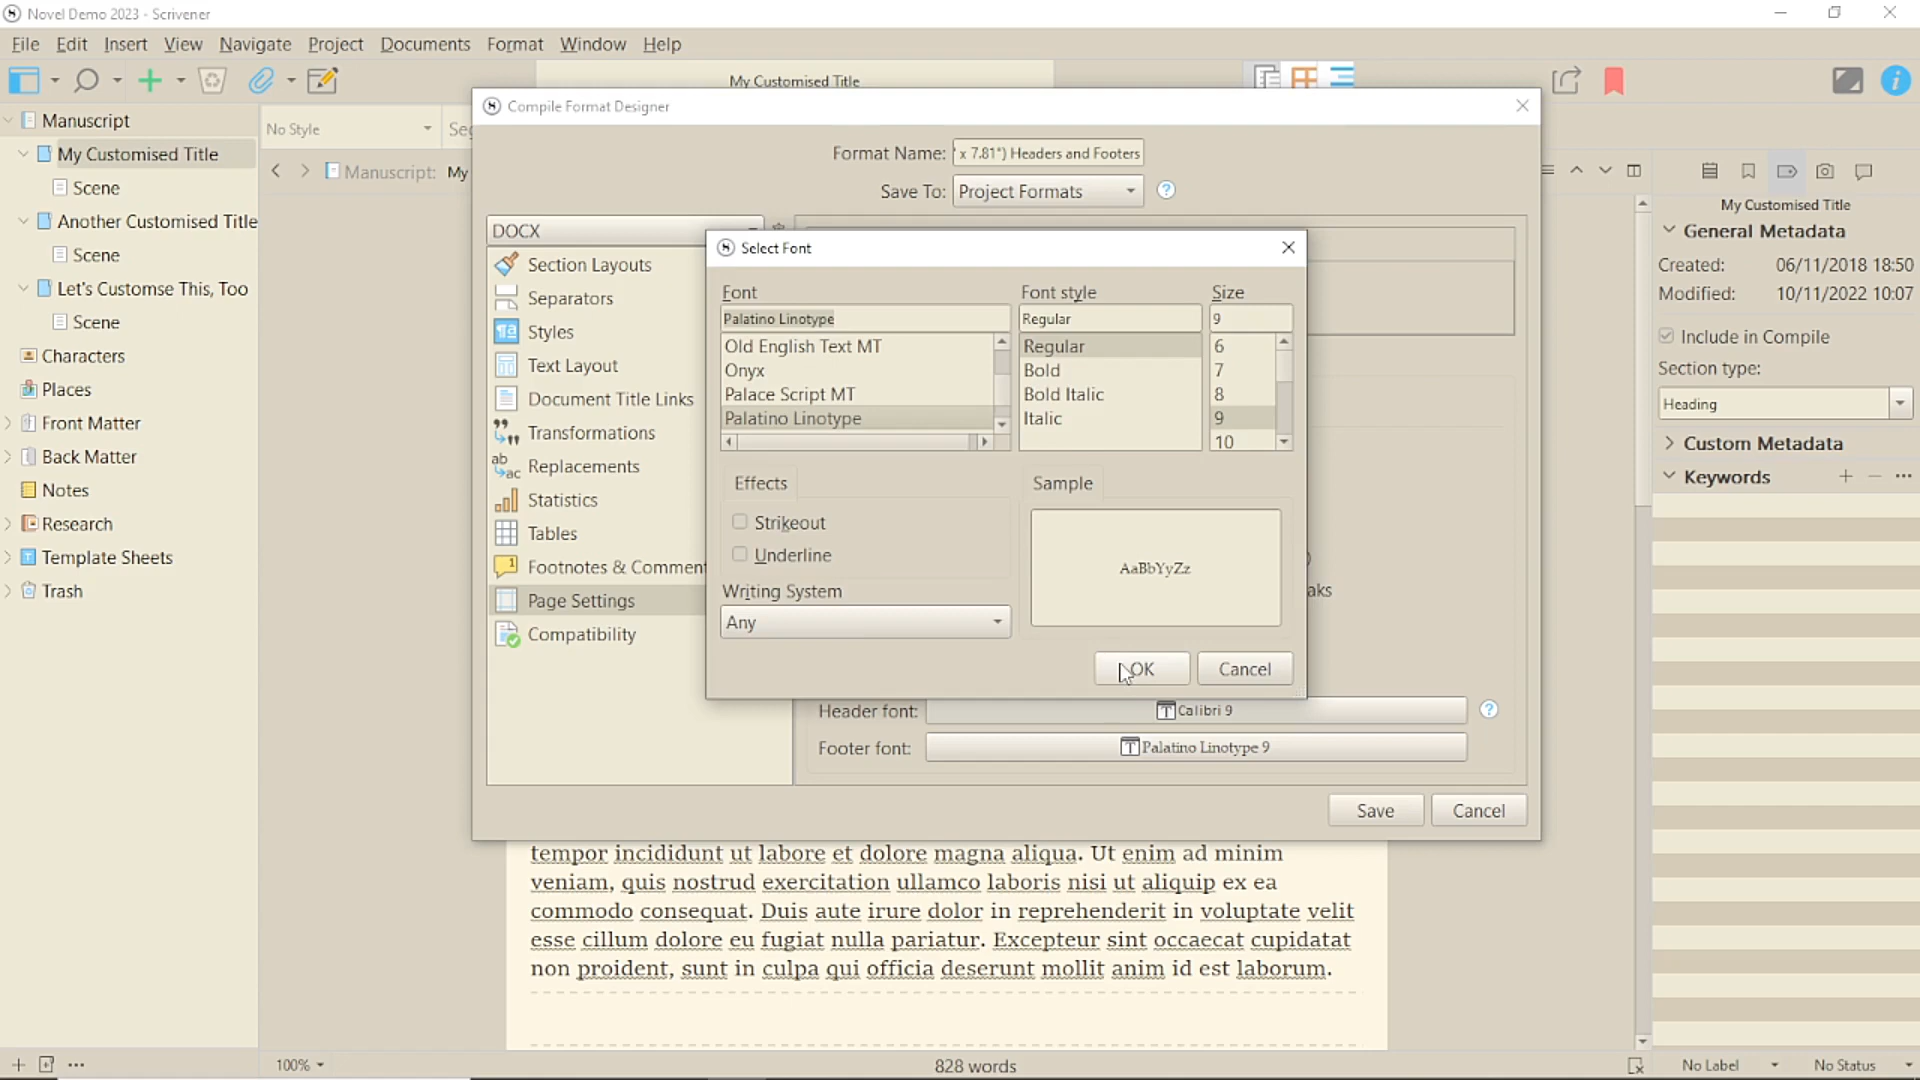 Novel Demo 2023 - Scrivener
File Edit Insert View Navigate Project Documents Format Window Help
My Customised Title
Manuscript
My Customised Title
Scene
Another Customised Title
Scene
Let's Customse This, Too
Scene
Characters
Places
Front Matter
Back Matter
Notes
Research
Template Sheets
Trash
No Style
Manuscript: My
Compile Format Designer
Format Name: x 7.81") Headers and Footers
Save To: Project Formats
DOCX
Section Layouts
Separators
Styles
Text Layout
Document Title Links
Transformations
Replacements
Statistics
Tables
Footnotes & Commen
Page Settings
Compatibility
Select Font
Font
Palatino Linotype
Old English Text MT
Onyx
Palace Script MT
Palatino Linotype
Font style
Regular
Regular
Bold
Bold Italic
Italic
Size
9
6
7
8
9
10
Effects
Strikeout
Underline
Sample
AaBbYyZz
Writing System
Any
OK Cancel
aks
Header font: Calibri 9
Footer font: Palatino Linotype 9
Save Cancel
tempor incididunt ut labore et dolore magna aliqua. Ut enim ad minim
veniam, quis nostrud exercitation ullamco laboris nisi ut aliquip ex ea
commodo consequat. Duis aute irure dolor in reprehenderit in voluptate velit
esse cillum dolore eu fugiat nulla pariatur. Excepteur sint occaecat cupidatat
non proident, sunt in culpa qui officia deserunt mollit anim id est laborum.
My Customised Title
General Metadata
Created: 06/11/2018 18:50
Modified: 10/11/2022 10:07
Include in Compile
Section type:
Heading
Custom Metadata
Keywords
100% 828 words No Label No Status